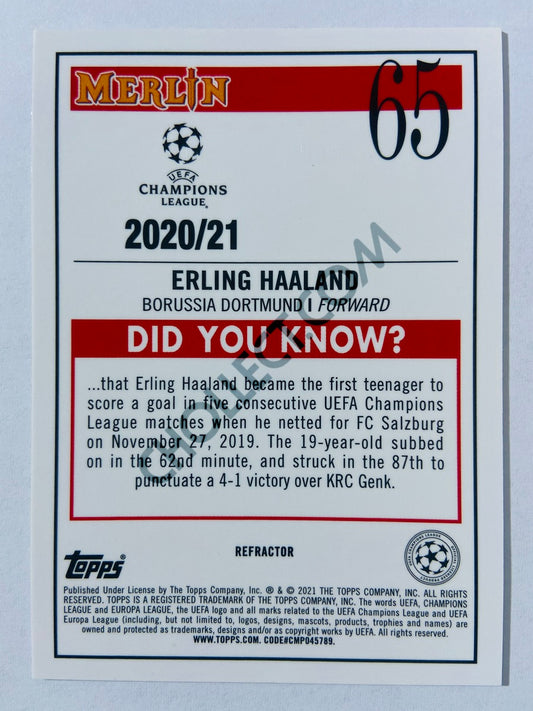 MERLIN
65
UEFA
CHAMPIONS
LEAGUE®
2020/21
ERLING HAALAND
BORUSSIA DORTMUND | FORWARD
DID YOU KNOW?
...that Erling Haaland became the first teenager to
score a goal in five consecutive UEFA Champions
League matches when he netted for FC Salzburg
on November 27, 2019. The 19-year-old subbed
on in the 62nd minute, and struck in the 87th to
punctuate a 4-1 victory over KRC Genk.
CHOLLECT.COM
topps
REFRACTOR
Published Under License by The Topps Company, Inc. ® & © 2021 THE TOPPS COMPANY, INC. ALL RIGHTS
RESERVED. TOPPS IS A REGISTERED TRADEMARK OF THE TOPPS COMPANY, INC. The words UEFA, CHAMPIONS
LEAGUE and EUROPA LEAGUE, the UEFA logo and all marks related to the UEFA Champions League and UEFA
Europa League (including, but not limited to, logos, designs, mascots, products, trophies and names) are
owned and protected as trademarks, designs and/or as copyright works by UEFA. All rights reserved.
WWW.TOPPS.COM. CODE#CMP045789.